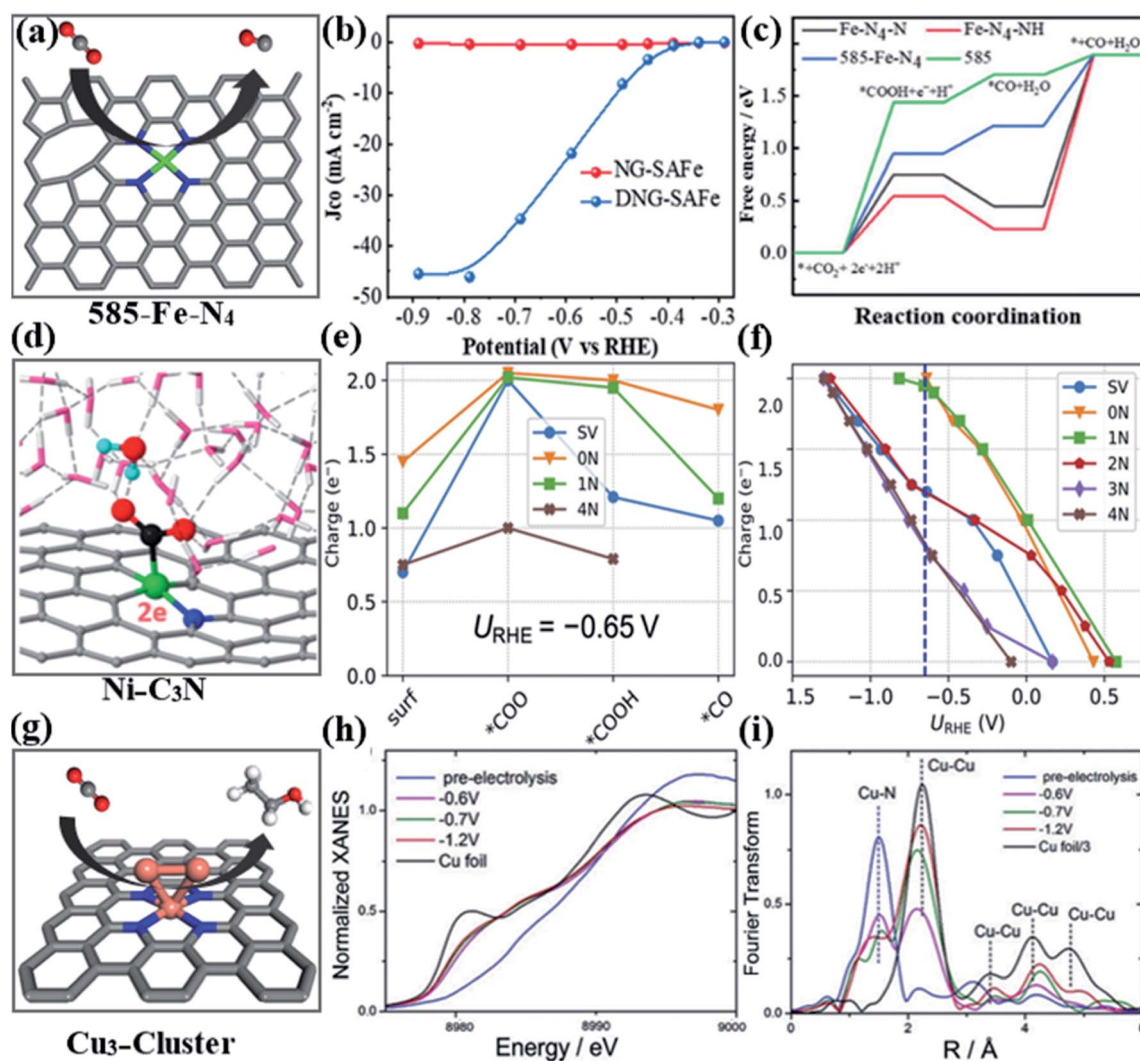 (a)
585-Fe-N₄
(b)
Jco (mA cm⁻²)
0
-10
-20
-30
-40
-50
NG-SAFe
DNG-SAFe
-0.9 -0.8 -0.7 -0.6 -0.5 -0.4 -0.3
Potential (V vs RHE)
(c)
Free energy / eV
1.5
1.0
0.5
0.0
Fe-N₄-N Fe-N₄-NH
585-Fe-N₄ 585
*+CO+H₂O
*COOH+e⁻+H⁺
*CO+H₂O
*+CO₂+ 2e⁻+2H⁺
Reaction coordination
(d)
2e
Ni–C₃N
(e)
Charge (e⁻)
2.0
1.5
1.0
0.5
0.0
SV
0N
1N
4N
U_RHE = −0.65 V
surf *COO *COOH *CO
(f)
Charge (e⁻)
2.0
1.5
1.0
0.5
0.0
SV
0N
1N
2N
3N
4N
1.5 −1.0 −0.5 0.0 0.5
U_RHE (V)
(g)
Cu₃–Cluster
(h)
Normalized XANES
1.0
0.5
0.0
pre-electrolysis
-0.6V
-0.7V
-1.2V
Cu foil
8980 8990 9000
Energy / eV
(i)
Fourier Transform
1.0
0.5
0.0
Cu-N
Cu-Cu
pre-electrolysis
-0.6V
-0.7V
-1.2V
Cu foil/3
Cu-Cu
Cu-Cu
Cu-Cu
0 2 4 6
R / Å